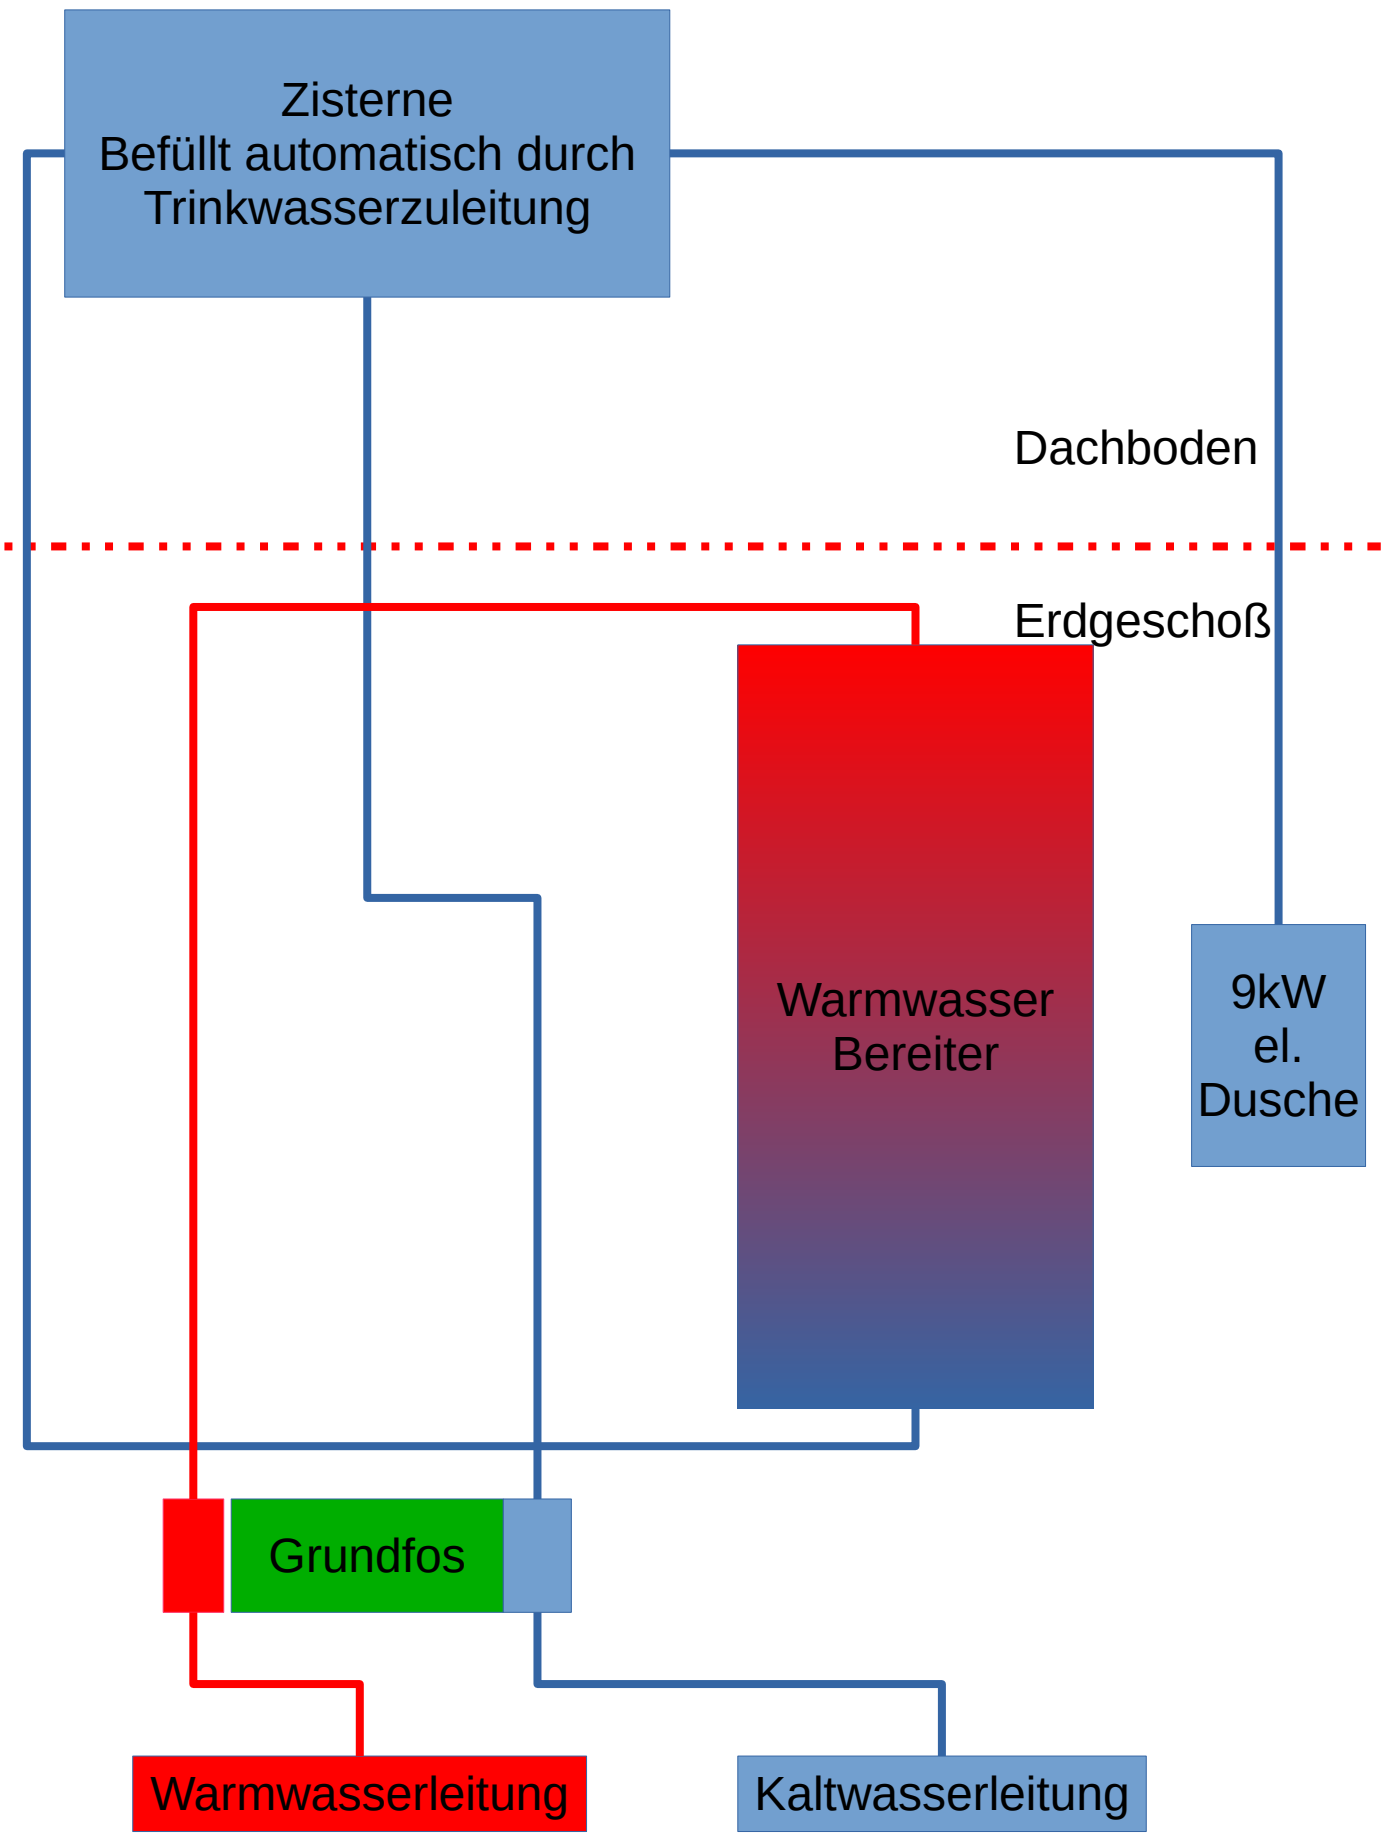 Zisterne
Befüllt automatisch durch
Trinkwasserzuleitung
Dachboden
Erdgeschoß
Warmwasser
Bereiter
9kW
el.
Dusche
Grundfos
Warmwasserleitung
Kaltwasserleitung